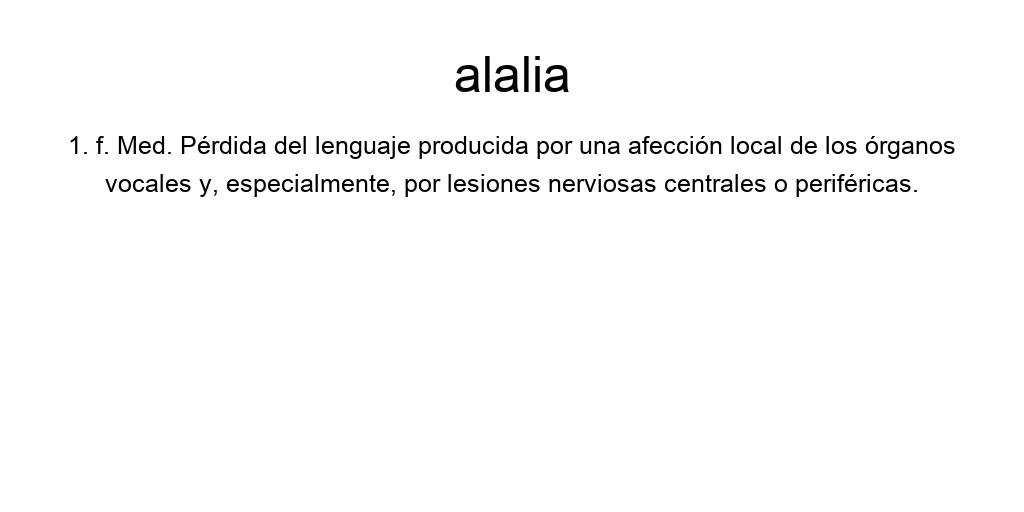 alalia
1. f. Med. Pérdida del lenguaje producida por una afección local de los órganos
vocales y, especialmente, por lesiones nerviosas centrales o periféricas.